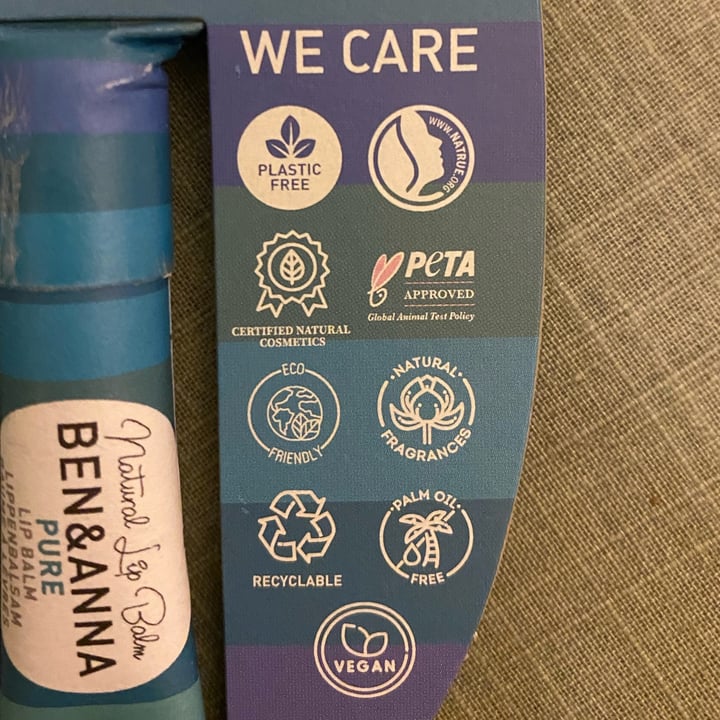 WE CARE
PLASTIC
FREE
WWW.NATRUE.ORG
CERTIFIED NATURAL
COSMETICS
PeTA
APPROVED
Global Animal Test Policy
ECO
FRIENDLY
NATURAL
FRAGRANCES
RECYCLABLE
PALM OIL
FREE
VEGAN
Natural Lip Balm
BEN&ANNA
PURE
LIP BALM
LIPPENBALSAM